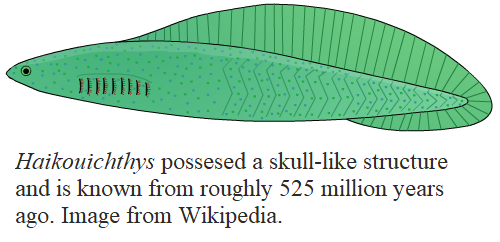 Haikouichthys possesed a skull-like structure
and is known from roughly 525 million years
ago. Image from Wikipedia.